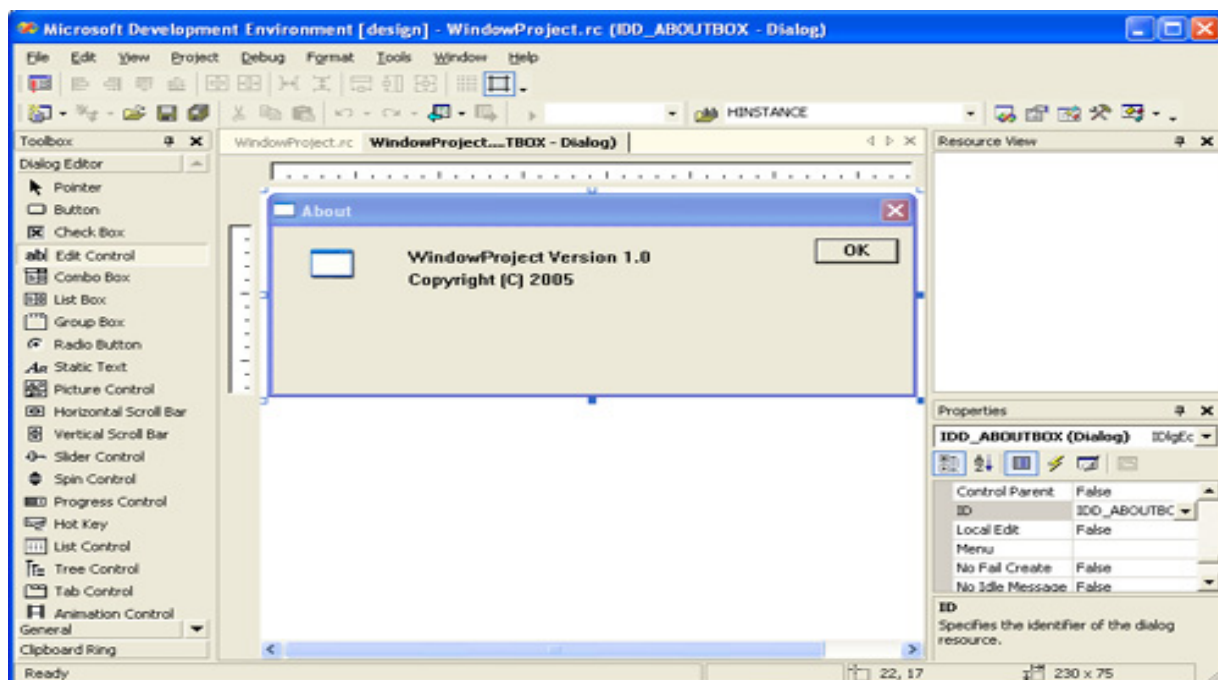 Microsoft Development Environment [design] - WindowProject.rc (IDD_ABOUTBOX - Dialog)
File Edit View Project Debug Format Tools Window Help
HINSTANCE
Toolbox
Dialog Editor
Pointer
Button
Check Box
Edit Control
Combo Box
List Box
Group Box
Radio Button
Static Text
Picture Control
Horizontal Scroll Bar
Vertical Scroll Bar
Slider Control
Spin Control
Progress Control
Hot Key
List Control
Tree Control
Tab Control
Animation Control
General
Clipboard Ring
WindowProject.rc WindowProject....TBOX - Dialog)
About
WindowProject Version 1.0
Copyright (C) 2005
OK
Resource View
Properties
IDD_ABOUTBOX (Dialog) IDlgEc
Control Parent False
ID IDD_ABOUTBC
Local Edit False
Menu
No Fail Create False
No Idle Message False
ID
Specifies the identifier of the dialog
resource.
Ready 22, 17 230 x 75